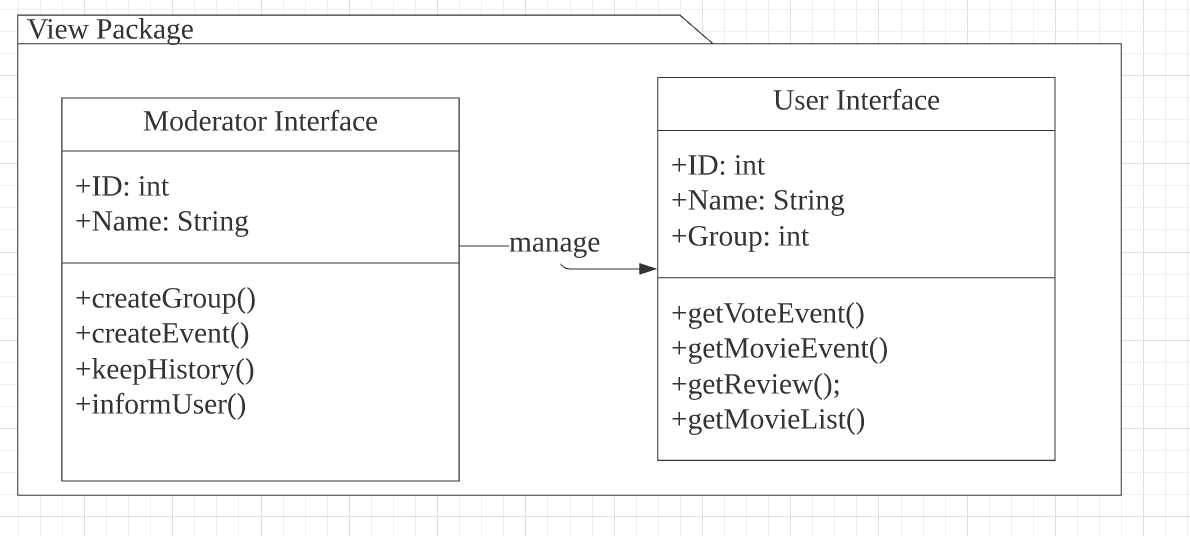 View Package
Moderator Interface
+ID: int
+Name: String
+createGroup()
+createEvent()
+keepHistory()
+informUser()
manage
User Interface
+ID: int
+Name: String
+Group: int
+getVoteEvent()
+getMovieEvent()
+getReview();
+getMovieList()